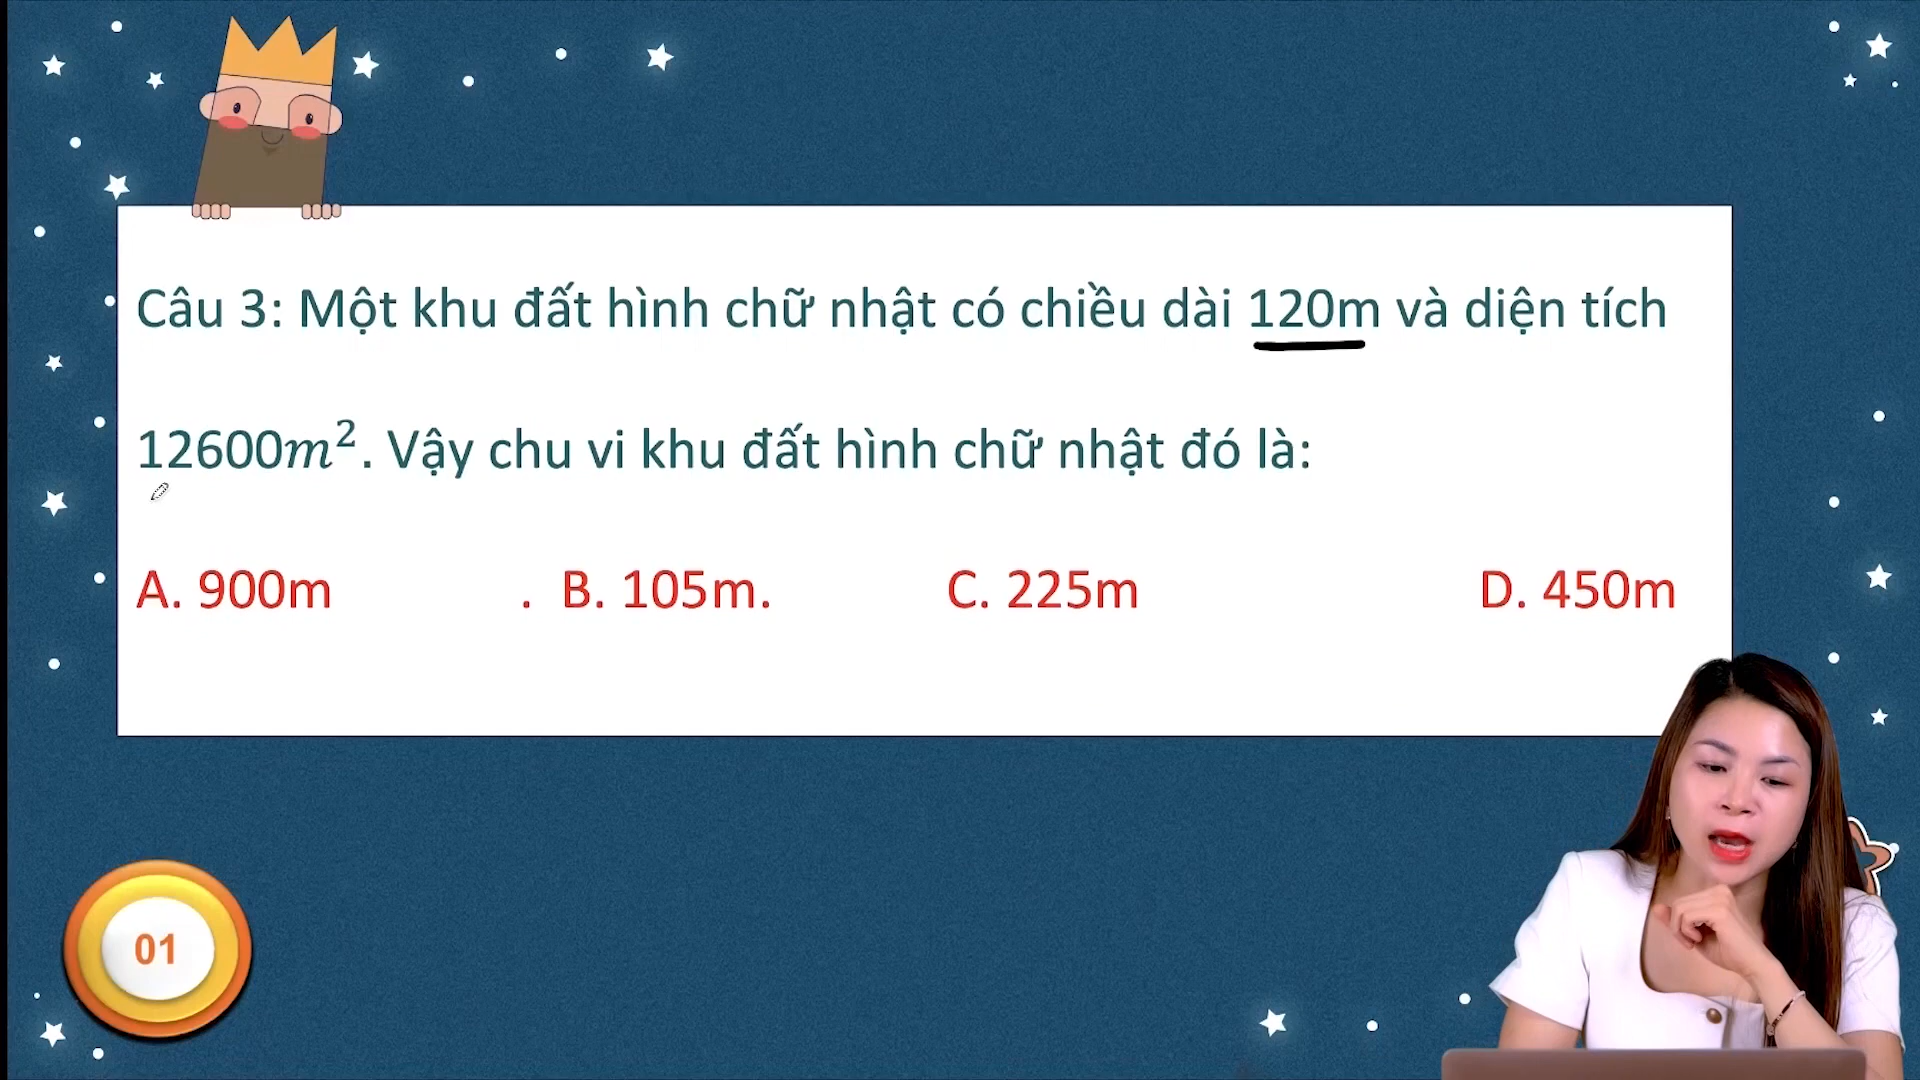 Câu 3: Một khu đất hình chữ nhật có chiều dài 120m và diện tích
12600m². Vậy chu vi khu đất hình chữ nhật đó là:
A. 900m . B. 105m. C. 225m D. 450m
01